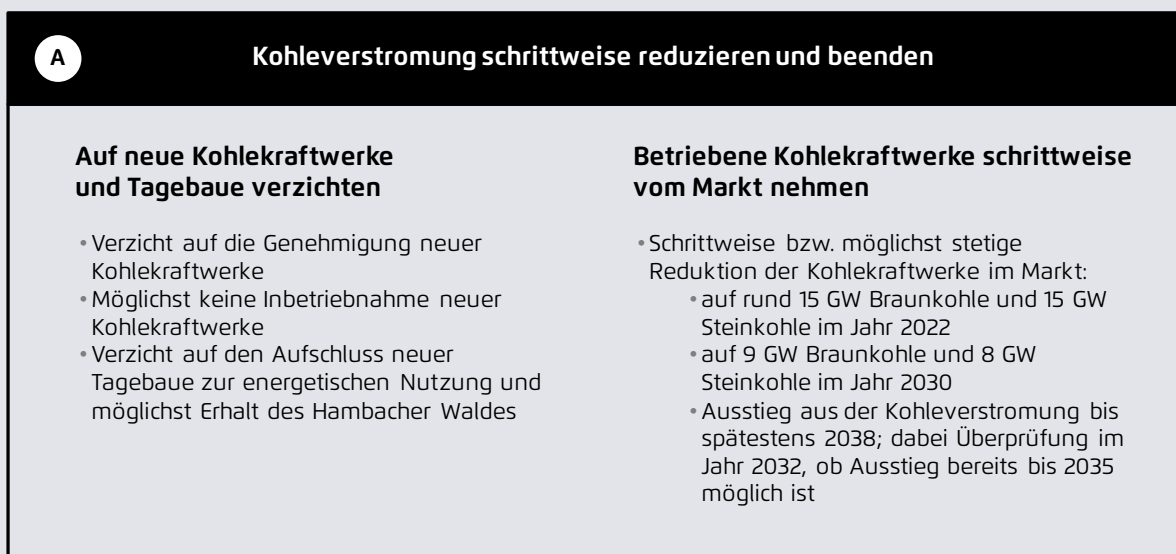 A
Kohleverstromung schrittweise reduzieren und beenden
Auf neue Kohlekraftwerke
und Tagebaue verzichten
• Verzicht auf die Genehmigung neuer
Kohlekraftwerke
• Möglichst keine Inbetriebnahme neuer
Kohlekraftwerke
• Verzicht auf den Aufschluss neuer
Tagebaue zur energetischen Nutzung und
möglichst Erhalt des Hambacher Waldes
Betriebene Kohlekraftwerke schrittweise
vom Markt nehmen
• Schrittweise bzw. möglichst stetige
Reduktion der Kohlekraftwerke im Markt:
• auf rund 15 GW Braunkohle und 15 GW
Steinkohle im Jahr 2022
• auf 9 GW Braunkohle und 8 GW
Steinkohle im Jahr 2030
• Ausstieg aus der Kohleverstromung bis
spätestens 2038; dabei Überprüfung im
Jahr 2032, ob Ausstieg bereits bis 2035
möglich ist